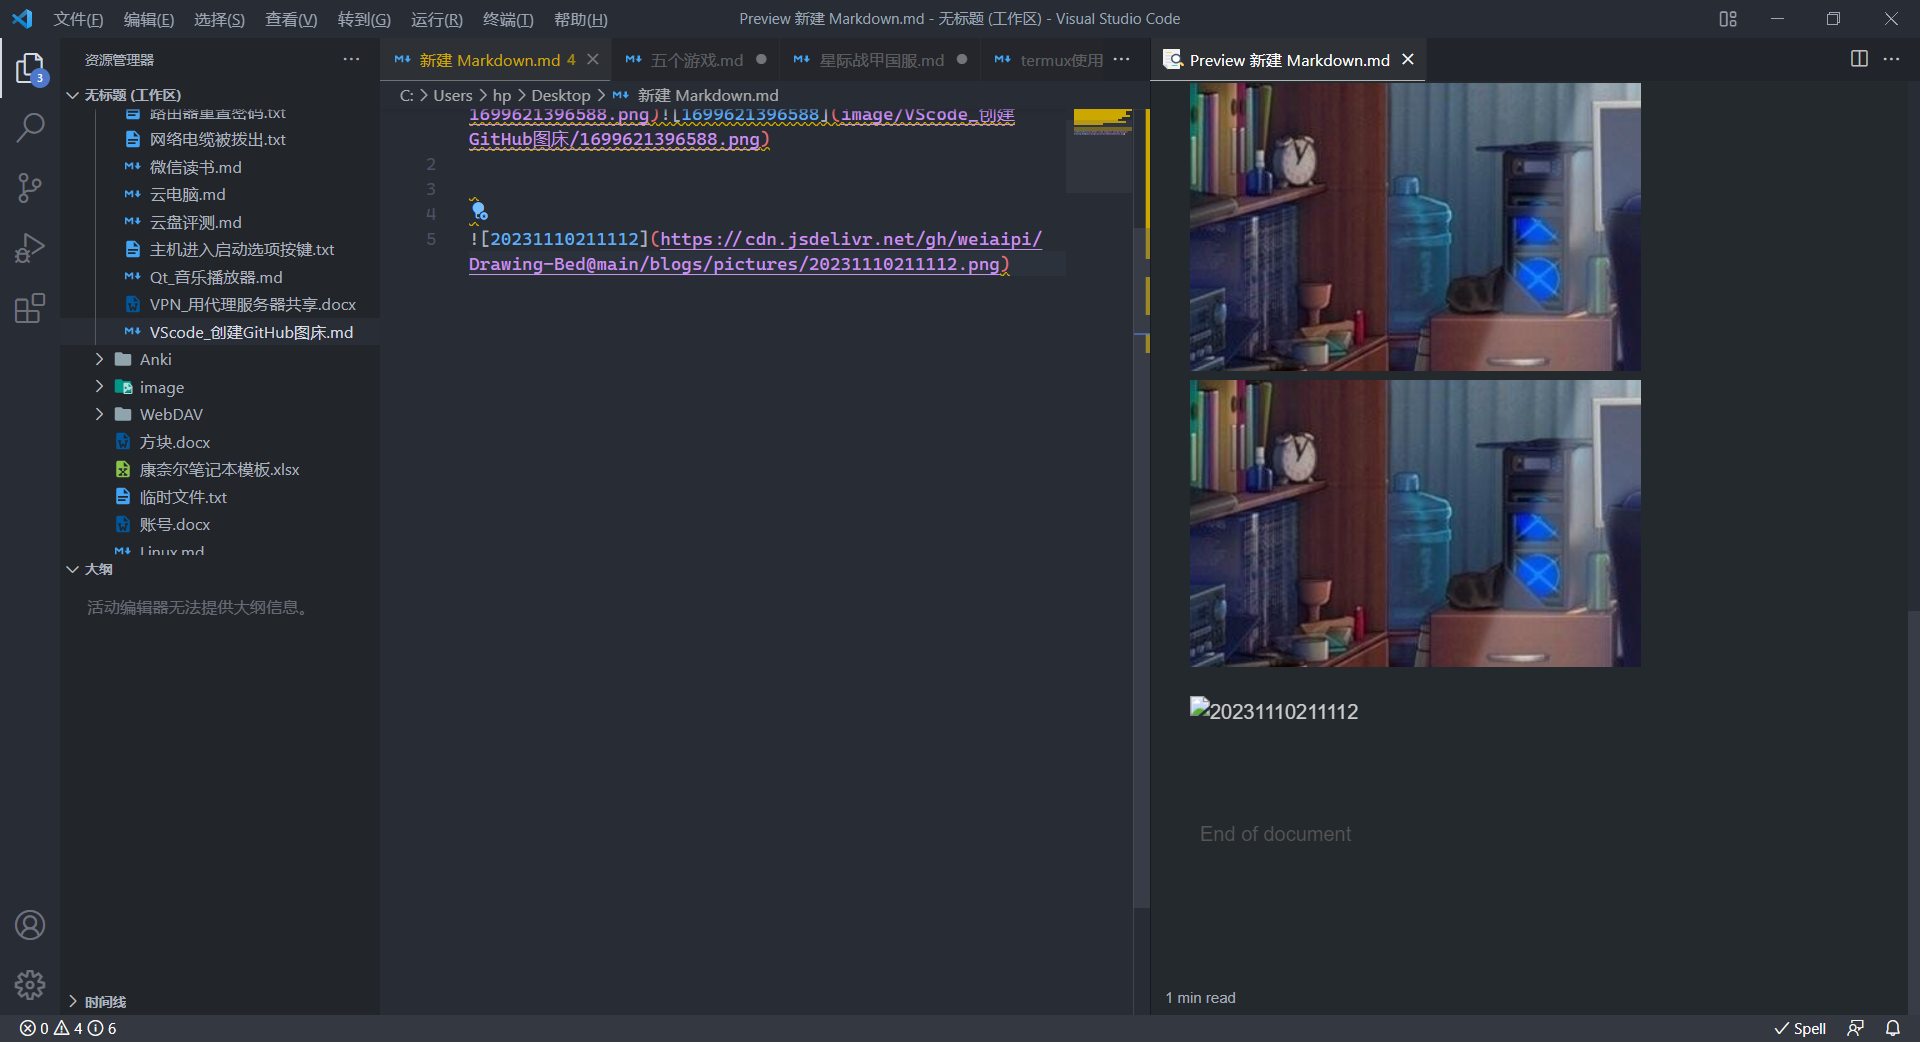 文件(F) 编辑(E) 选择(S) 查看(V) 转到(G) 运行(R) 终端(T) 帮助(H)
Preview 新建 Markdown.md - 无标题 (工作区) - Visual Studio Code
资源管理器
3
无标题 (工作区)
路由器重置密码.txt
网络电缆被拨出.txt
微信读书.md
云电脑.md
云盘评测.md
主机进入启动选项按键.txt
Qt_音乐播放器.md
VPN_用代理服务器共享.docx
VScode_创建GitHub图床.md
Anki
image
WebDAV
方块.docx
康奈尔笔记本模板.xlsx
临时文件.txt
账号.docx
Linux.md
大纲
活动编辑器无法提供大纲信息。
时间线
新建 Markdown.md 4
五个游戏.md
星际战甲国服.md
termux使用
C: > Users > hp > Desktop > 新建 Markdown.md
1699621396588.png)![1699621396588](image/VScode_创建
GitHub图床/1699621396588.png)
2
3
4
5 ![20231110211112](https://cdn.jsdelivr.net/gh/weiaipi/
Drawing-Bed@main/blogs/pictures/20231110211112.png)
Preview 新建 Markdown.md
20231110211112
End of document
1 min read
0 4 6
Spell